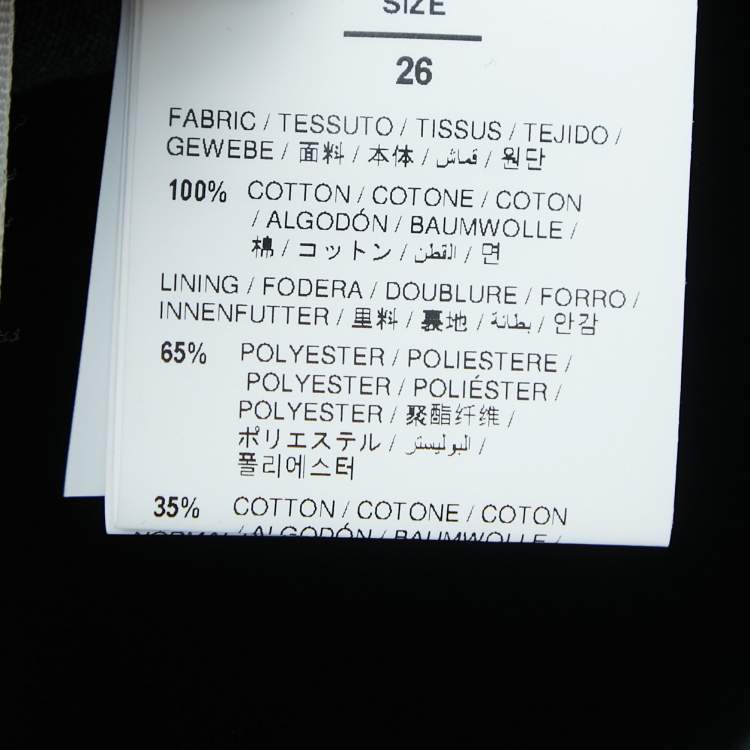 SIZE
26
FABRIC / TESSUTO / TISSUS / TEJIDO /
GEWEBE / 面料 / 本体 / قماش / 원단
100% COTTON / COTONE / COTON
/ ALGODÓN / BAUMWOLLE /
棉 / コットン / القطن / 면
LINING / FODERA / DOUBLURE / FORRO /
INNENFUTTER / 里料 / 裏地 / بطانة / 안감
65% POLYESTER / POLIESTERE /
POLYESTER / POLIÉSTER /
POLYESTER / 聚酯纤维 /
ポリエステル / البوليستر /
폴리에스터
35% COTTON / COTONE / COTON
/ ALGODÓN / BAUMWOLLE /